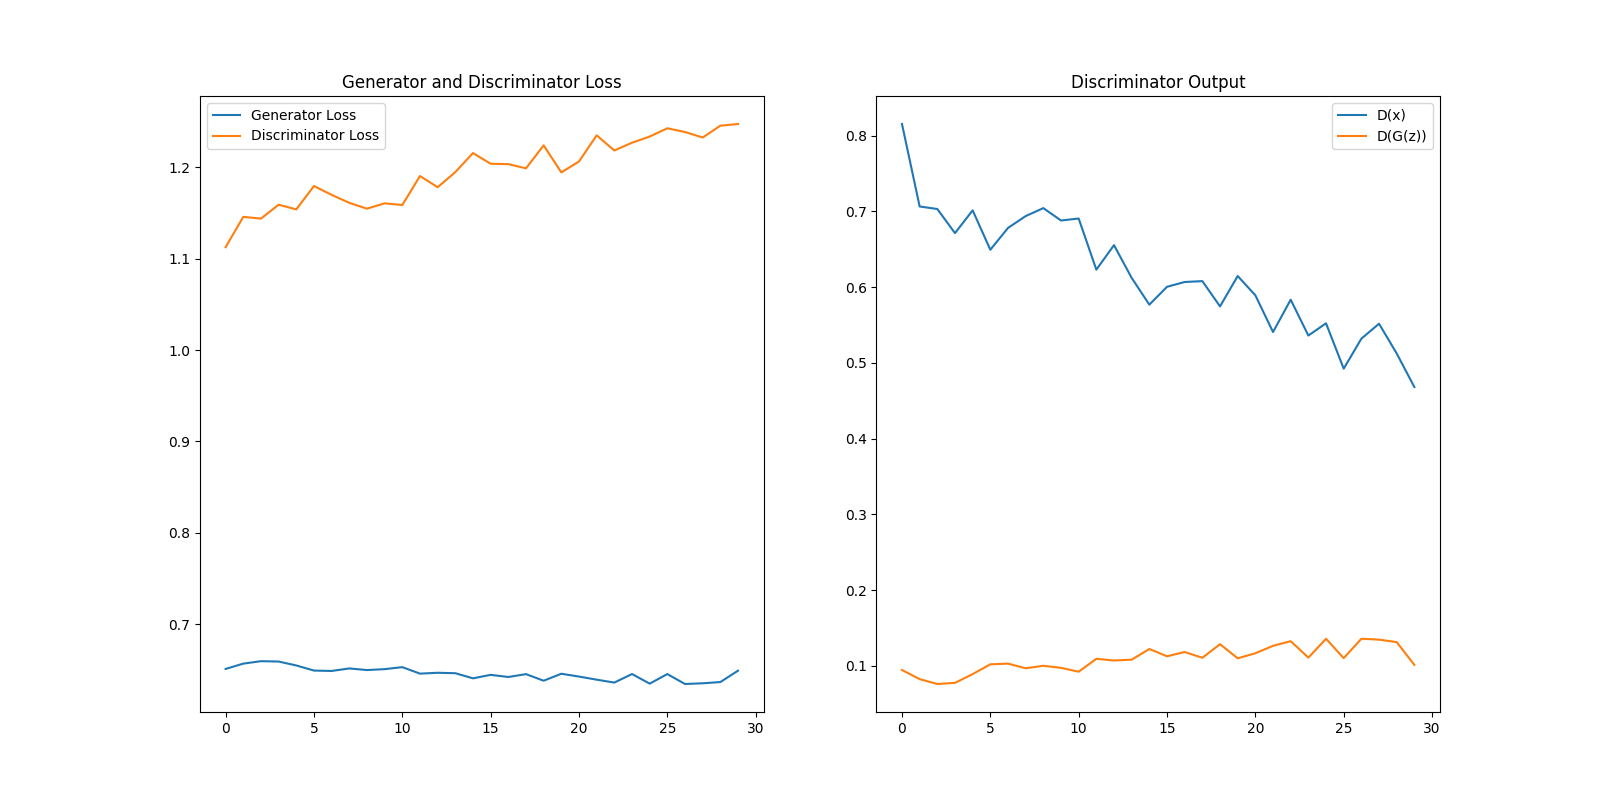 Generator and Discriminator Loss
Generator Loss
Discriminator Loss
1.2
1.1
1.0
0.9
0.8
0.7
0 5 10 15 20 25 30
Discriminator Output
D(x)
D(G(z))
0.8
0.7
0.6
0.5
0.4
0.3
0.2
0.1
0 5 10 15 20 25 30